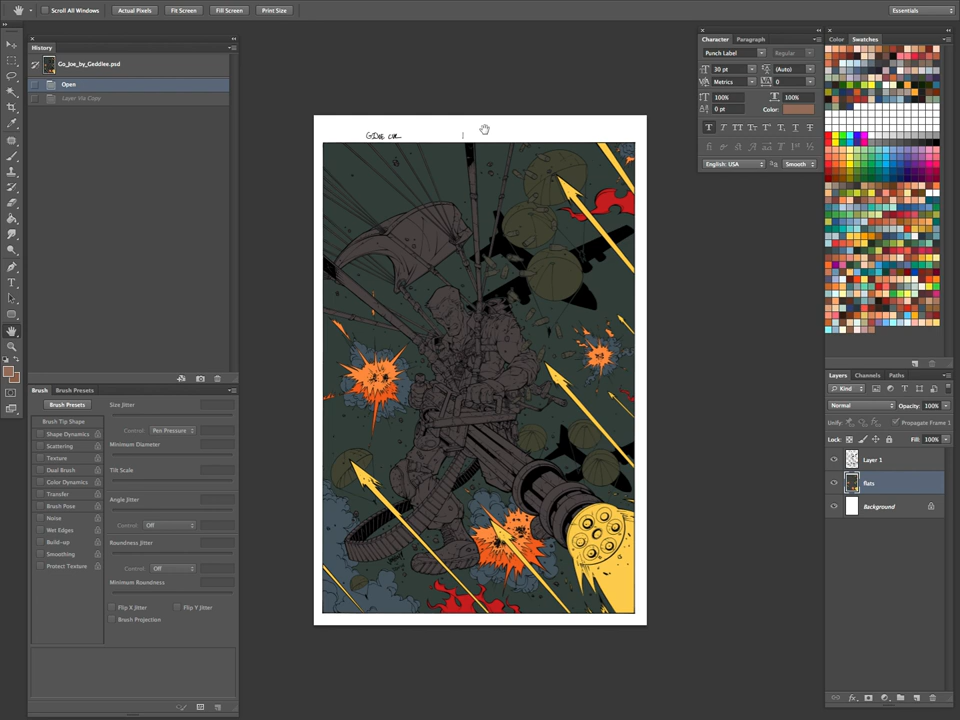 Scroll All Windows
Actual Pixels
Fit Screen
Fill Screen
Print Size
Essentials
History
Go_Joe_by_Geddlee.psd
Open
Layer Via Copy
Brush
Brush Presets
Brush Presets
Size Jitter
Brush Tip Shape
Control: Pen Pressure
Shape Dynamics
Minimum Diameter
Scattering
Texture
Tilt Scale
Dual Brush
Color Dynamics
Transfer
Angle Jitter
Brush Pose
Noise
Control: Off
Wet Edges
Build-up
Roundness Jitter
Smoothing
Protect Texture
Control: Off
Minimum Roundness
Flip X Jitter
Flip Y Jitter
Brush Projection
Character
Paragraph
Punch Label
Regular
30 pt
(Auto)
Metrics
0
100%
100%
0 pt
Color:
English: USA
Smooth
Color
Swatches
Layers
Channels
Paths
Kind
Normal
Opacity: 100%
Unify:
Propagate Frame 1
Lock:
Fill: 100%
Layer 1
flats
Background